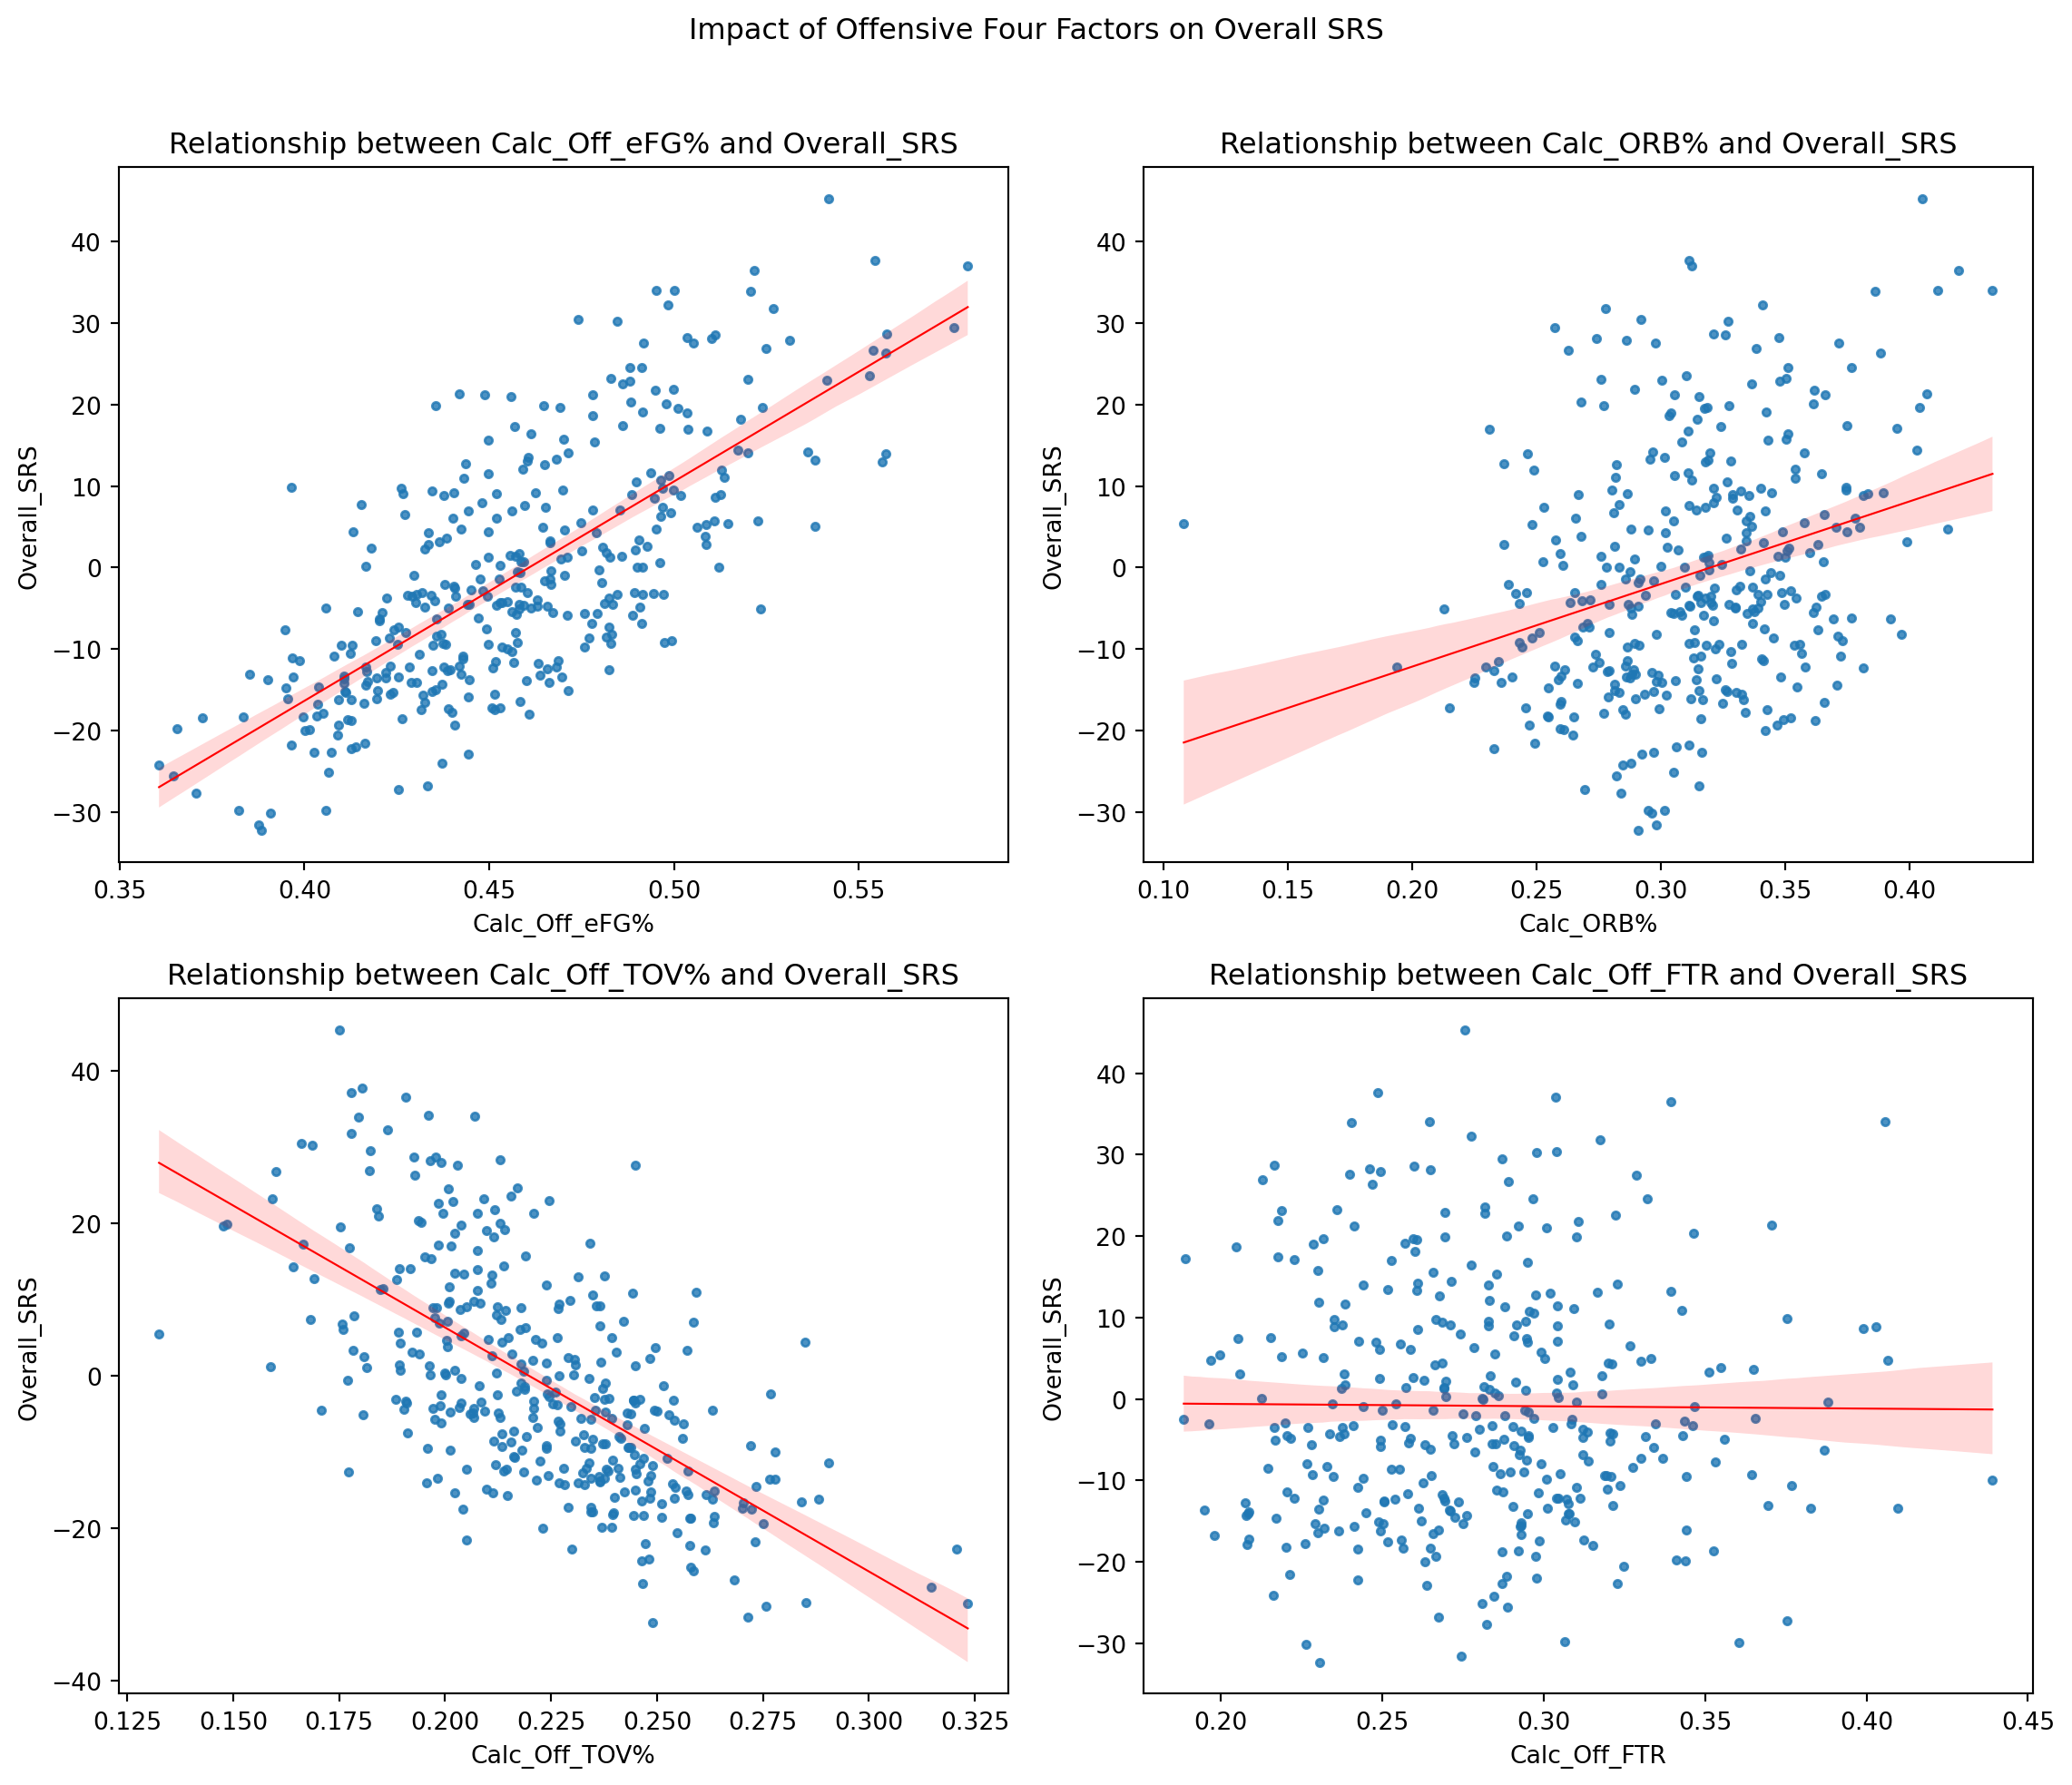 Impact of Offensive Four Factors on Overall SRS
Relationship between Calc_Off_eFG% and Overall_SRS
Overall_SRS
40
30
20
10
0
−10
−20
−30
0.35 0.40 0.45 0.50 0.55
Calc_Off_eFG%
Relationship between Calc_ORB% and Overall_SRS
Overall_SRS
40
30
20
10
0
−10
−20
−30
0.10 0.15 0.20 0.25 0.30 0.35 0.40
Calc_ORB%
Relationship between Calc_Off_TOV% and Overall_SRS
Overall_SRS
40
20
0
−20
−40
0.125 0.150 0.175 0.200 0.225 0.250 0.275 0.300 0.325
Calc_Off_TOV%
Relationship between Calc_Off_FTR and Overall_SRS
Overall_SRS
40
30
20
10
0
−10
−20
−30
0.20 0.25 0.30 0.35 0.40 0.45
Calc_Off_FTR